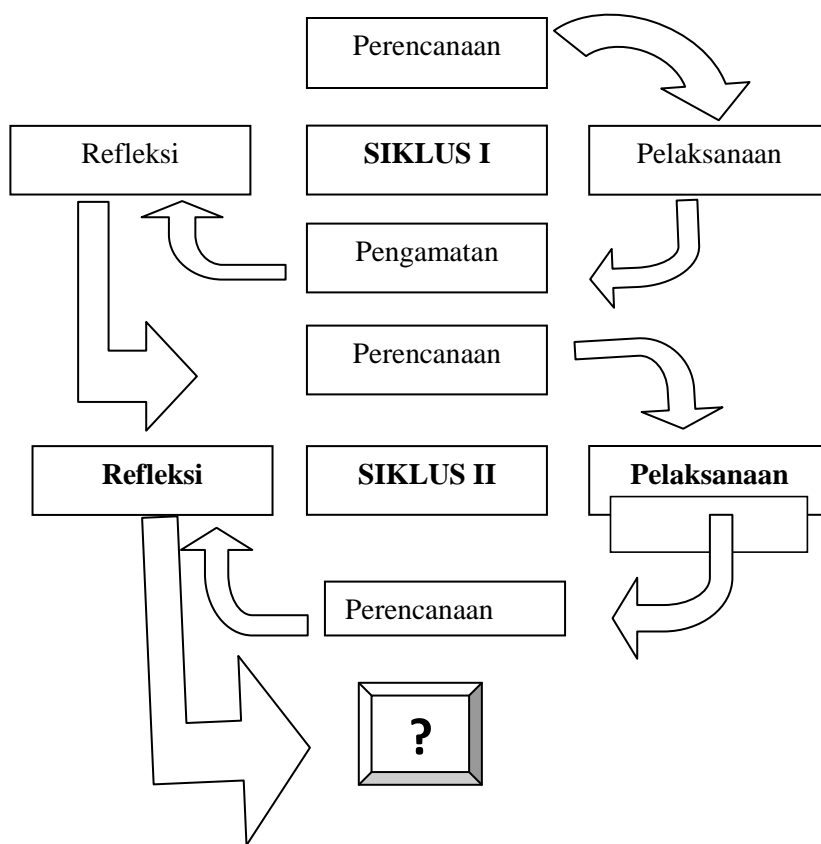 Perencanaan
Refleksi
SIKLUS I
Pelaksanaan
Pengamatan
Perencanaan
Refleksi
SIKLUS II
Pelaksanaan
Perencanaan
?